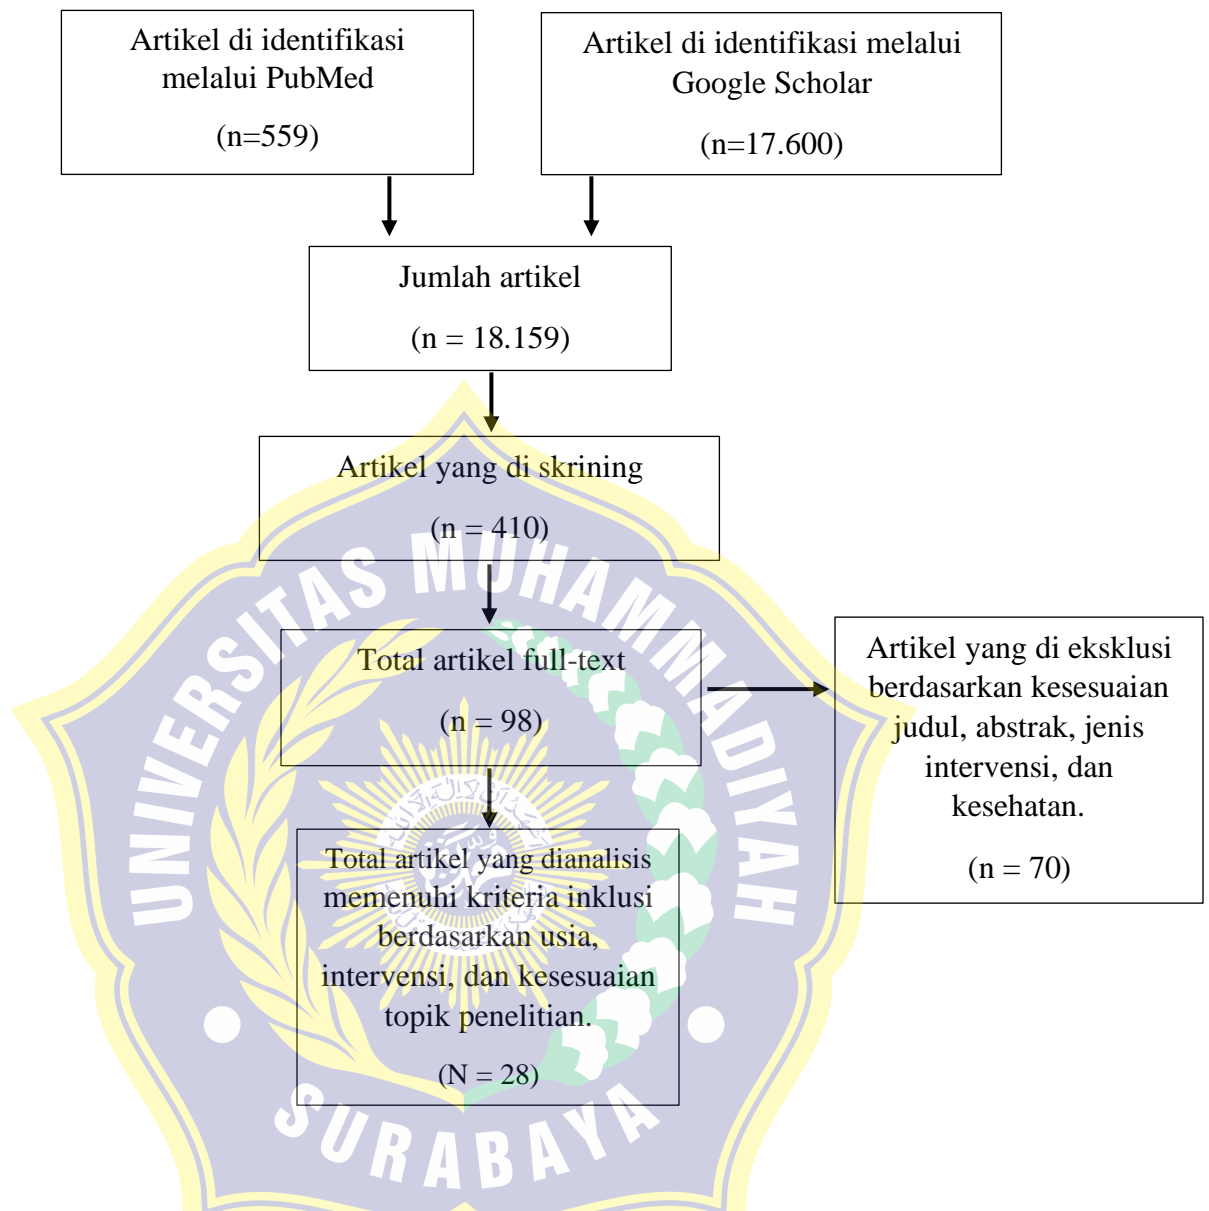 Artikel di identifikasi
melalui PubMed
(n=559)
Artikel di identifikasi melalui
Google Scholar
(n=17.600)
Jumlah artikel
(n = 18.159)
Artikel yang di skrining
(n = 410)
Total artikel full-text
(n = 98)
Artikel yang di eksklusi
berdasarkan kesesuaian
judul, abstrak, jenis
intervensi, dan
kesehatan.
(n = 70)
Total artikel yang dianalisis
memenuhi kriteria inklusi
berdasarkan usia,
intervensi, dan kesesuaian
topik penelitian.
(N = 28)
UNIVERSITAS MUHAMMADIYAH
SURABAYA